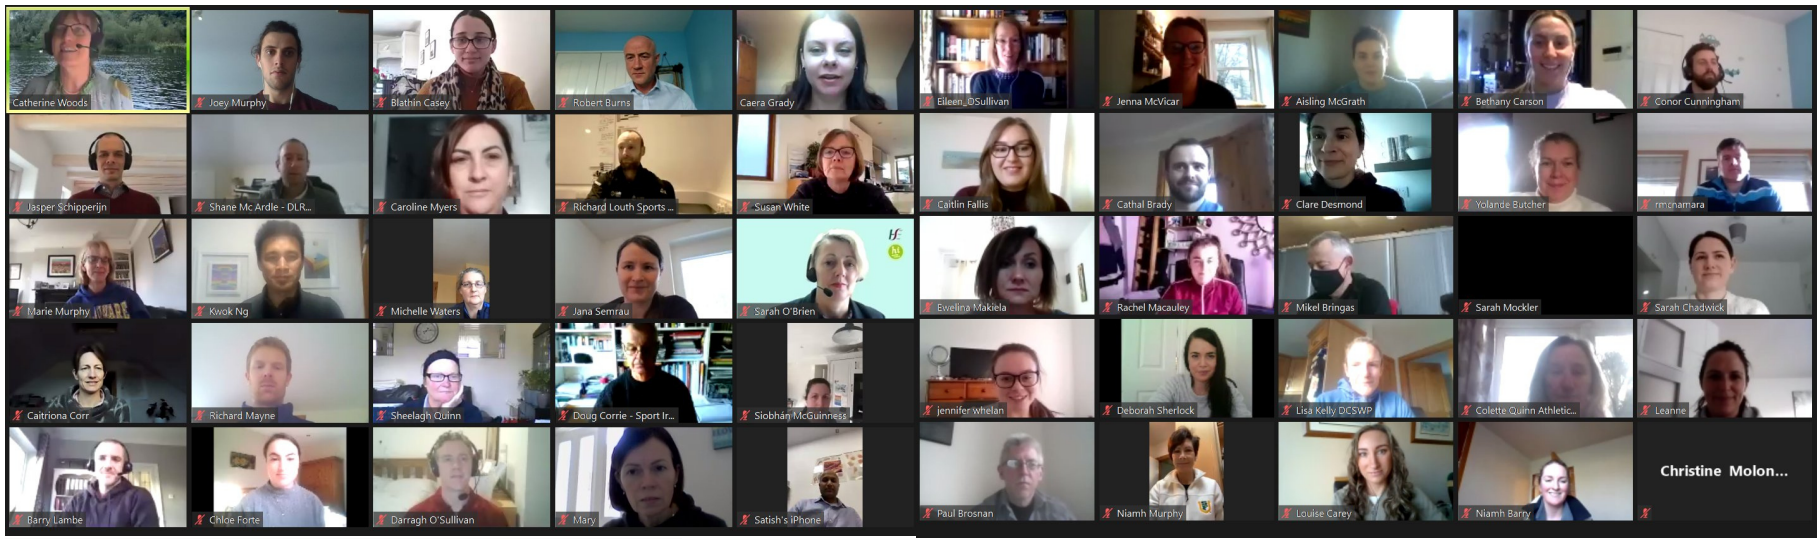 Catherine Woods
Joey Murphy
Blathin Casey
Robert Burns
Caera Grady
Eileen_OSullivan
Jenna McVicar
Aisling McGrath
Bethany Carson
Conor Cunningham
Jasper Schipperijn
Shane Mc Ardle - DLR...
Caroline Myers
Richard Louth Sports ...
Susan White
Caitlin Fallis
Cathal Brady
Clare Desmond
Yolande Butcher
rmcnamara
Marie Murphy
Kwok Ng
Michelle Waters
Jana Semrau
Sarah O'Brien
Ewelina Makiela
Rachel Macauley
Mikel Bringas
Sarah Mockler
Sarah Chadwick
Caitriona Corr
Richard Mayne
Sheelagh Quinn
Doug Corrie - Sport Ir...
Siobhán McGuinness
jennifer whelan
Deborah Sherlock
Lisa Kelly DCSWP
Colette Quinn Athletic...
Leanne
Barry Lambe
Chloe Forte
Darragh O'Sullivan
Mary
Satish's iPhone
Paul Brosnan
Niamh Murphy
Louise Carey
Niamh Barry
Christine Molon...